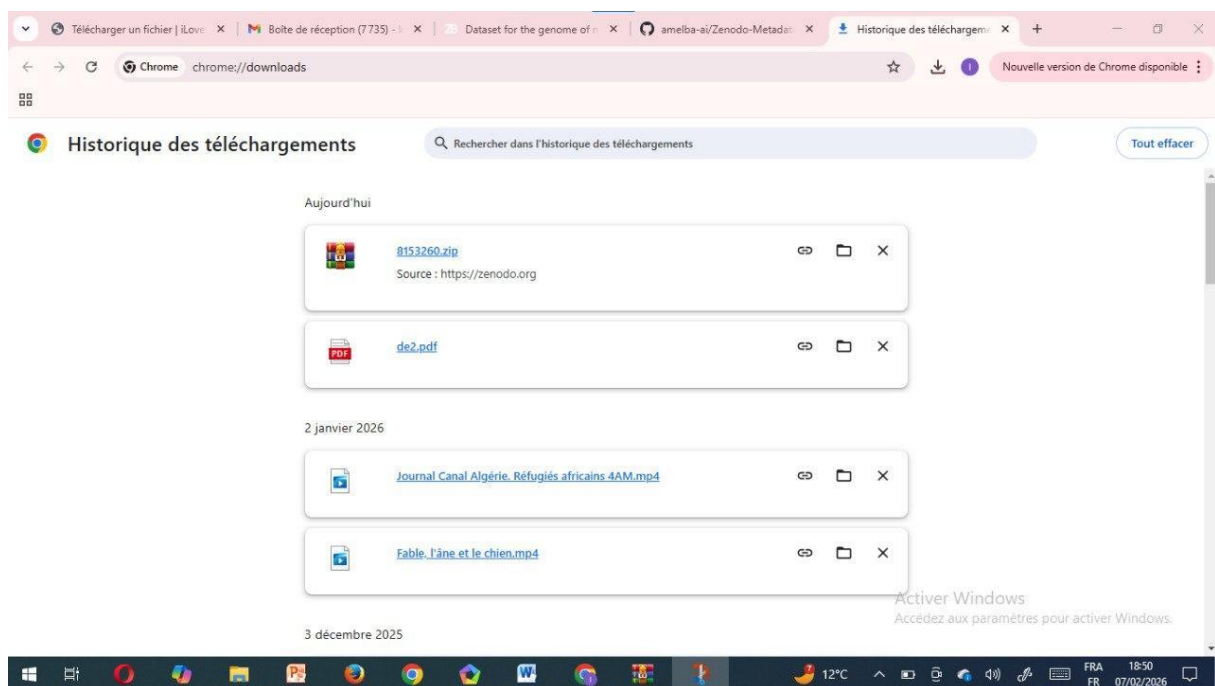 Télécharger un fichier | iLove
Boîte de réception (7 735) -
Dataset for the genome of
amelba-ai/Zenodo-Metadat
Historique des téléchargem
Chrome
chrome://downloads
Nouvelle version de Chrome disponible
Historique des téléchargements
Rechercher dans l'historique des téléchargements
Tout effacer
Aujourd'hui
8153260.zip
Source : https://zenodo.org
PDF
de2.pdf
2 janvier 2026
Journal Canal Algérie. Réfugiés africains 4AM.mp4
Fable, l'âne et le chien.mp4
Activer Windows
Accédez aux paramètres pour activer Windows.
3 décembre 2025
12°C
FRA
FR
18:50
07/02/2026